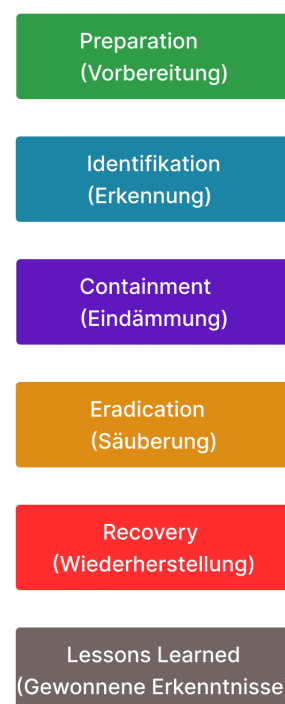 Preparation
(Vorbereitung)
Identifikation
(Erkennung)
Containment
(Eindämmung)
Eradication
(Säuberung)
Recovery
(Wiederherstellung)
Lessons Learned
(Gewonnene Erkenntnisse